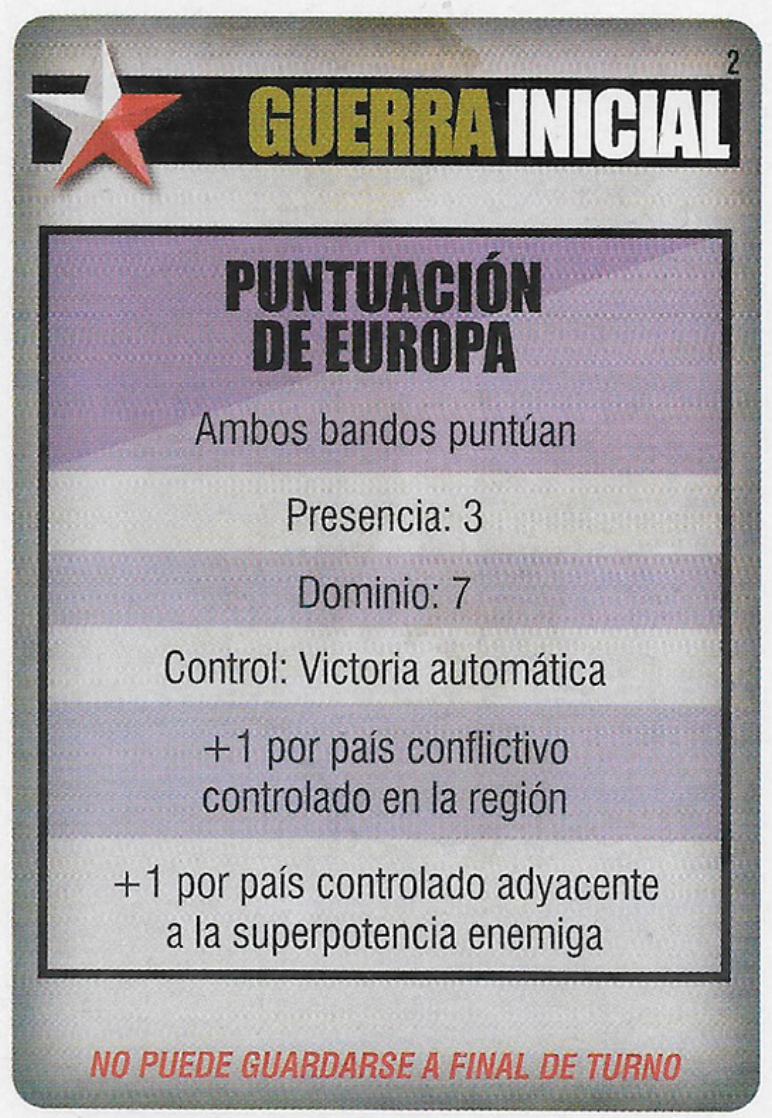 2
GUERRA INICIAL
PUNTUACIÓN
DE EUROPA
Ambos bandos puntúan
Presencia: 3
Dominio: 7
Control: Victoria automática
+1 por país conflictivo
controlado en la región
+1 por país controlado adyacente
a la superpotencia enemiga
NO PUEDE GUARDARSE A FINAL DE TURNO